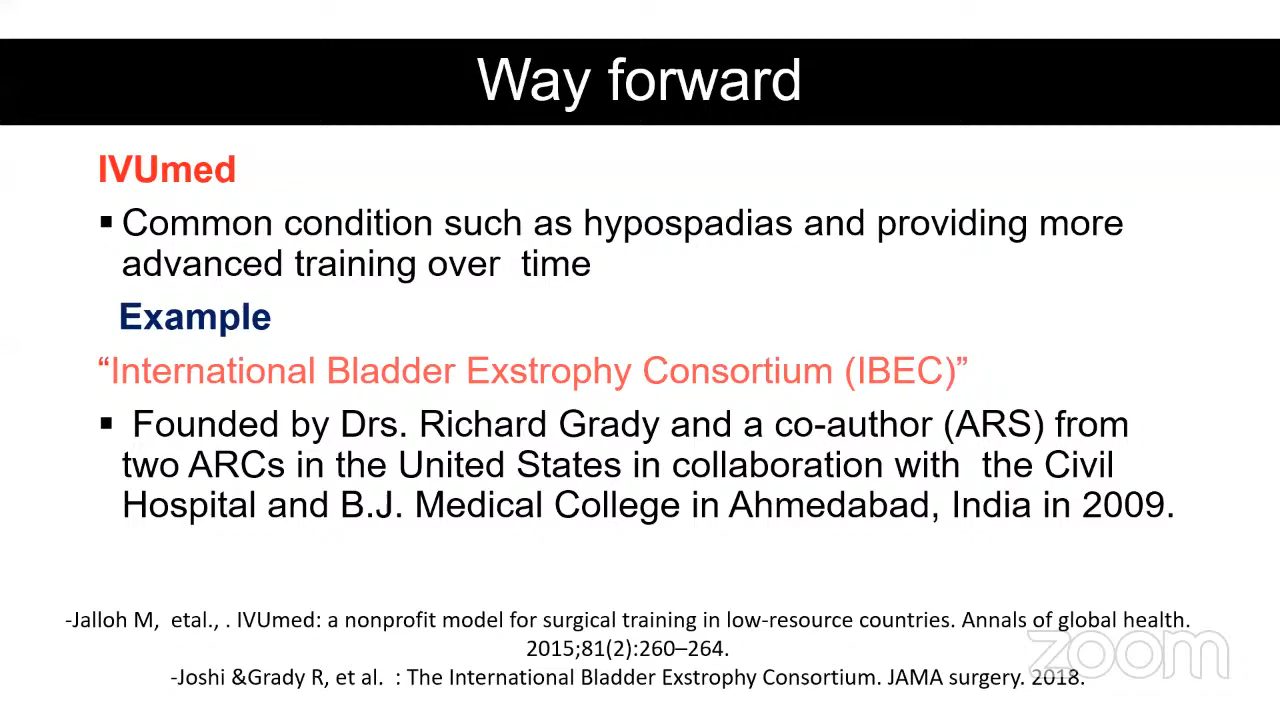 Way forward
IVUmed
▪ Common condition such as hypospadias and providing more
advanced training over  time
Example
“International Bladder Exstrophy Consortium (IBEC)”
▪ Founded by Drs. Richard Grady and a co-author (ARS) from
two ARCs in the United States in collaboration with  the Civil
Hospital and B.J. Medical College in Ahmedabad, India in 2009.
-Jalloh M,  etal., . IVUmed: a nonprofit model for surgical training in low-resource countries. Annals of global health.
2015;81(2):260–264.
-Joshi &Grady R, et al.  : The International Bladder Exstrophy Consortium. JAMA surgery. 2018.
zoom